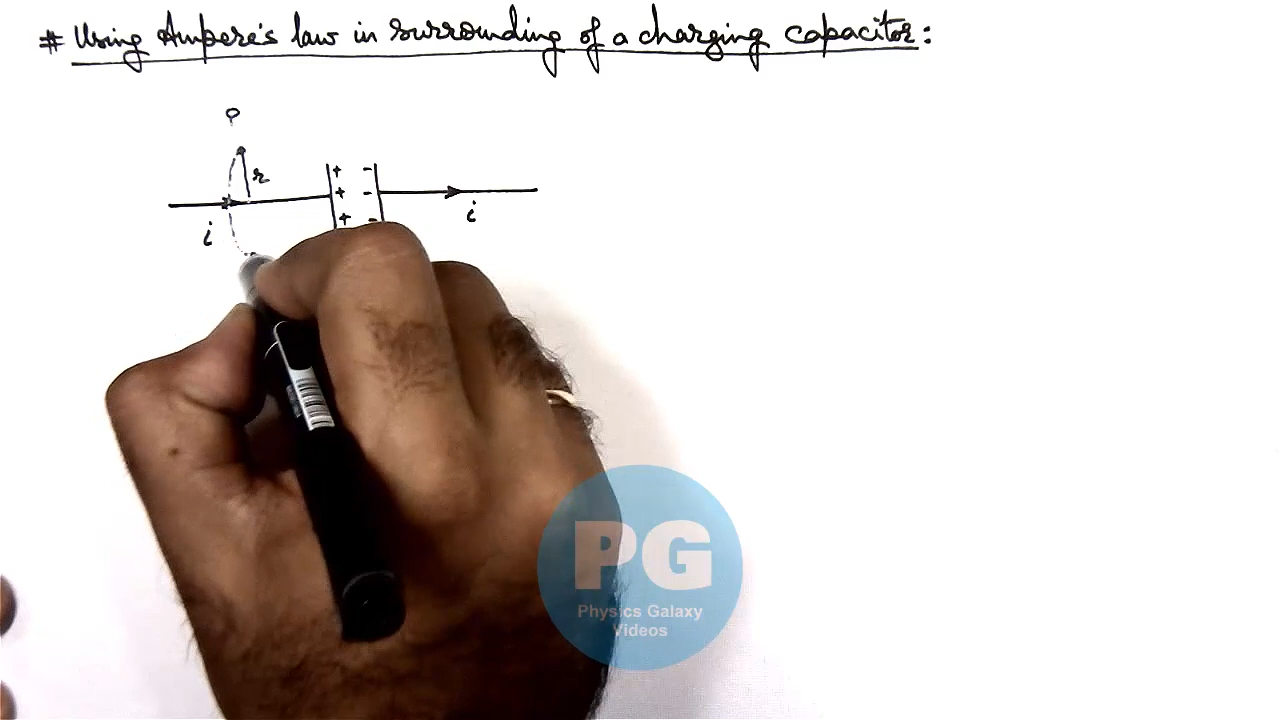 # Using Ampere's law in surrounding of a charging capacitor:
P
r
+ -
+ -
i + - i
PG
Physics Galaxy
Videos